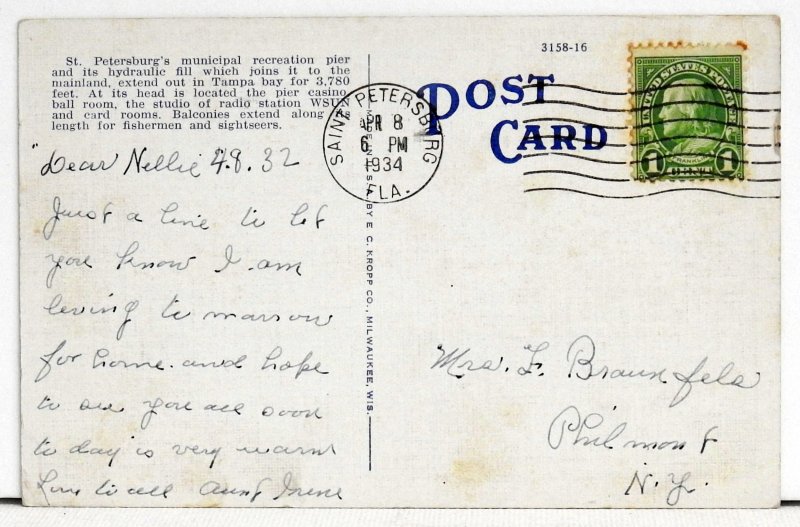 St. Petersburg's municipal recreation pier
and its hydraulic fill which joins it to the
mainland, extend out in Tampa bay for 3,780
feet. At its head is located the pier casino,
ball room, the studio of radio station WSUN
and card rooms. Balconies extend along its
length for fishermen and sightseers.
Dear Nellie 4.8.32
Just a line to let
you know I am
leving to marrow
for home and hope
to see you all soon
to day is very warm
Love to all Aunt Irene
BY E. C. KROPP CO., MILWAUKEE, WIS.
3158-16
POST
CARD
SAINT PETERSBURG
APR 8
6 PM
1934
FLA.
UNITED STATES POSTAGE
FRANKLIN
1 CENT 1
Mrs. F. Braunfels
Philmont
N.Y.